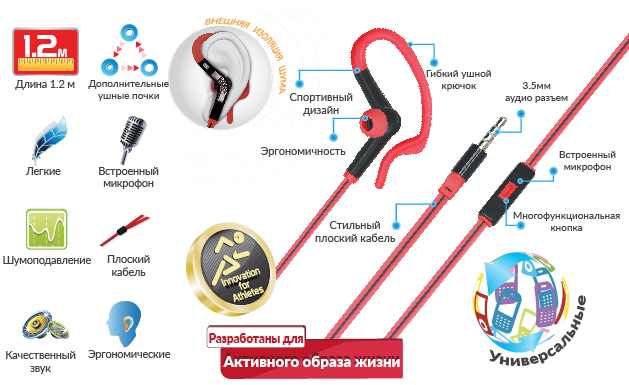 1.2м
Длина 1.2 м
Дополнительные
ушные почки
Легкие
Встроенный
микрофон
Шумоподавление
Плоский
кабель
Качественный
звук
Эргономические
ВНЕШНЯЯ ИЗОЛЯЦИЯ ШУМА
Спортивный
дизайн
Эргономичность
Гибкий ушной
крючок
3.5мм
аудио разъем
Встроенный
микрофон
Многофункциональная
кнопка
Стильный
плоский кабель
Innovation
for
Athletes
Разработаны для
Активного образа жизни
Универсальные